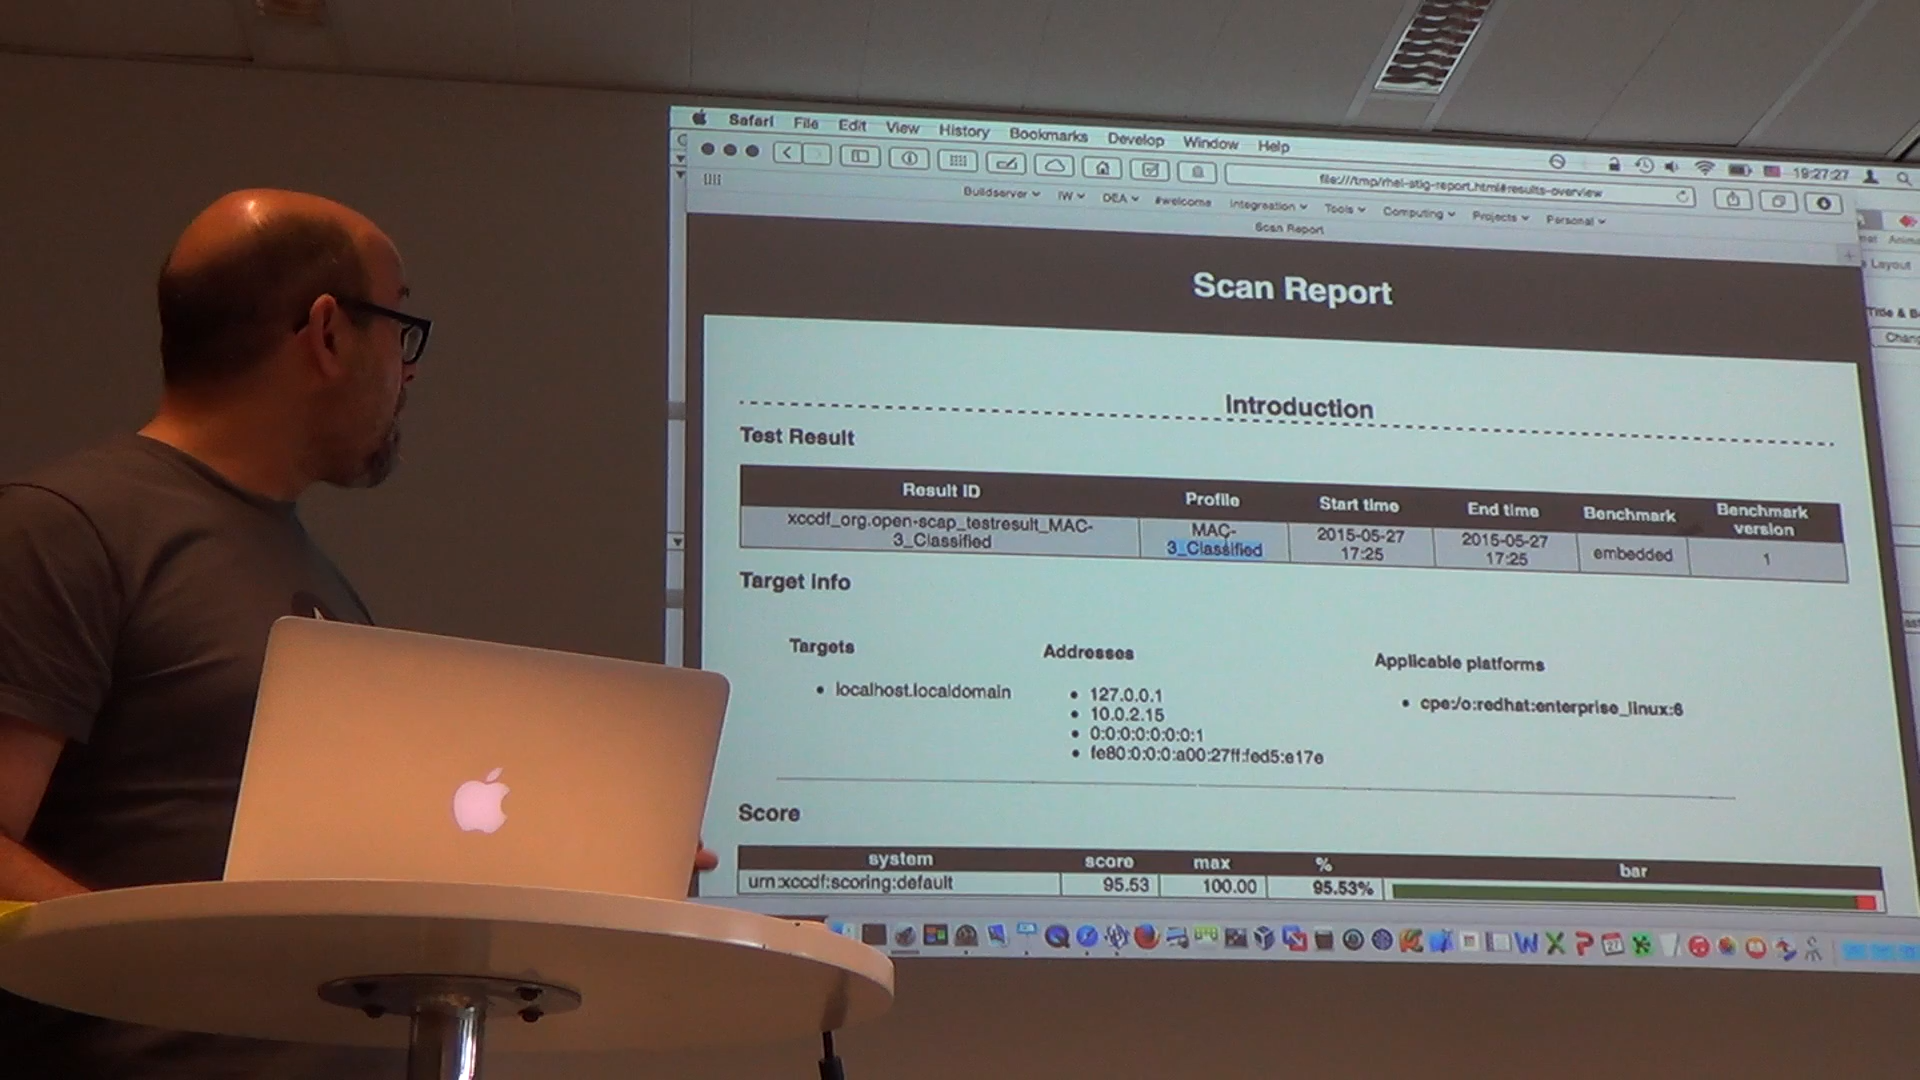 Safari File Edit View History Bookmarks Develop Window Help
19:27:27
file:///tmp/rhel-stig-report.html#results-overview
Buildserver IW DEA #welcome Integreation Tools Computing Projects Personal
Scan Report
Layout
Title & B
Chang
Scan Report
Introduction
Test Result
Result ID Profile Start time End time Benchmark Benchmark version
xccdf_org.open-scap_testresult_MAC-
3_Classified
MAC-
3_Classified
2015-05-27
17:25
2015-05-27
17:25
embedded
1
Target info
Targets
localhost.localdomain
Addresses
127.0.0.1
10.0.2.15
0:0:0:0:0:0:0:1
fe80:0:0:0:a00:27ff:fed5:e17e
Applicable platforms
cpe:/o:redhat:enterprise_linux:6
Score
system score max % bar
urn:xccdf:scoring:default 95.53 100.00 95.53%